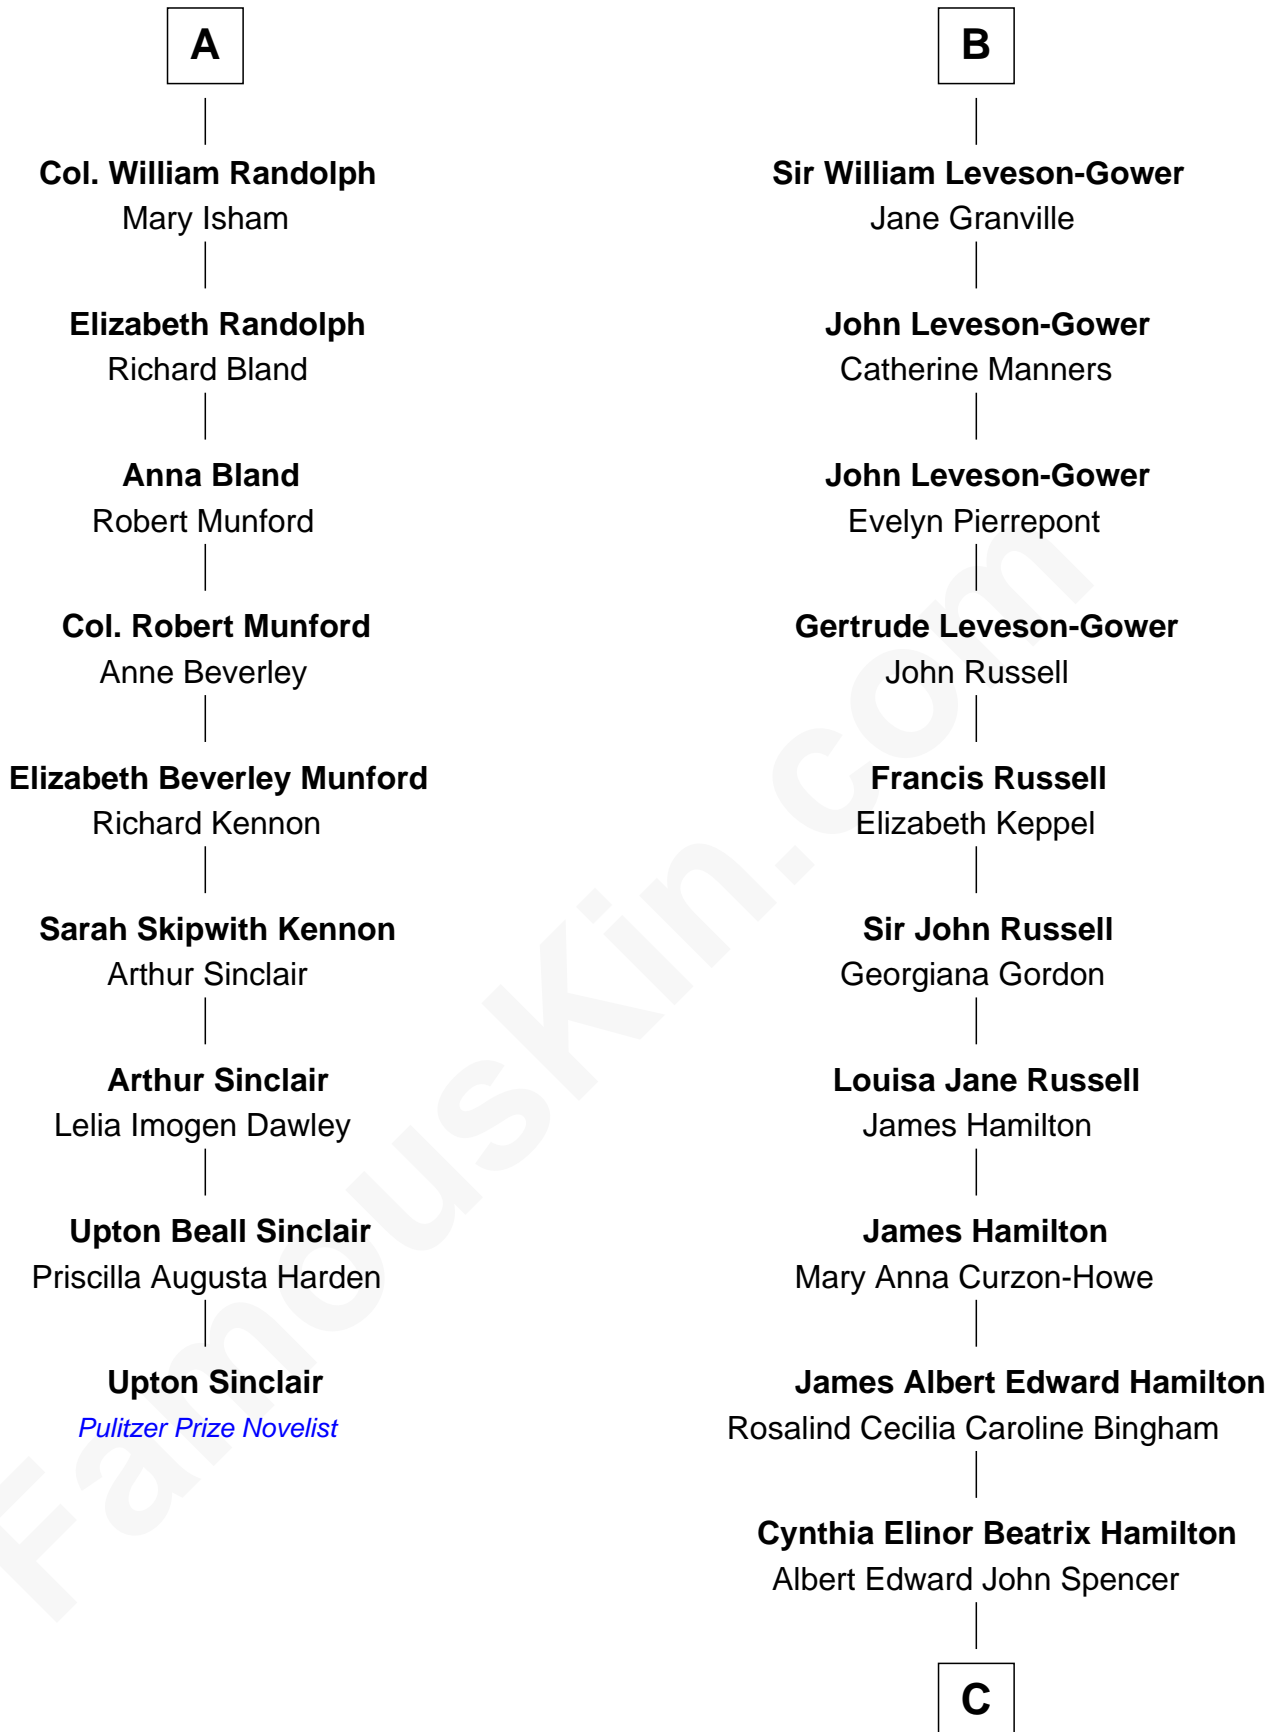 A
Col. William Randolph
Mary Isham
Elizabeth Randolph
Richard Bland
Anna Bland
Robert Munford
Col. Robert Munford
Anne Beverley
Elizabeth Beverley Munford
Richard Kennon
Sarah Skipwith Kennon
Arthur Sinclair
Arthur Sinclair
Lelia Imogen Dawley
Upton Beall Sinclair
Priscilla Augusta Harden
Upton Sinclair
Pulitzer Prize Novelist
B
Sir William Leveson-Gower
Jane Granville
John Leveson-Gower
Catherine Manners
John Leveson-Gower
Evelyn Pierrepont
Gertrude Leveson-Gower
John Russell
Francis Russell
Elizabeth Keppel
Sir John Russell
Georgiana Gordon
Louisa Jane Russell
James Hamilton
James Hamilton
Mary Anna Curzon-Howe
James Albert Edward Hamilton
Rosalind Cecilia Caroline Bingham
Cynthia Elinor Beatrix Hamilton
Albert Edward John Spencer
C
FamousKin.com